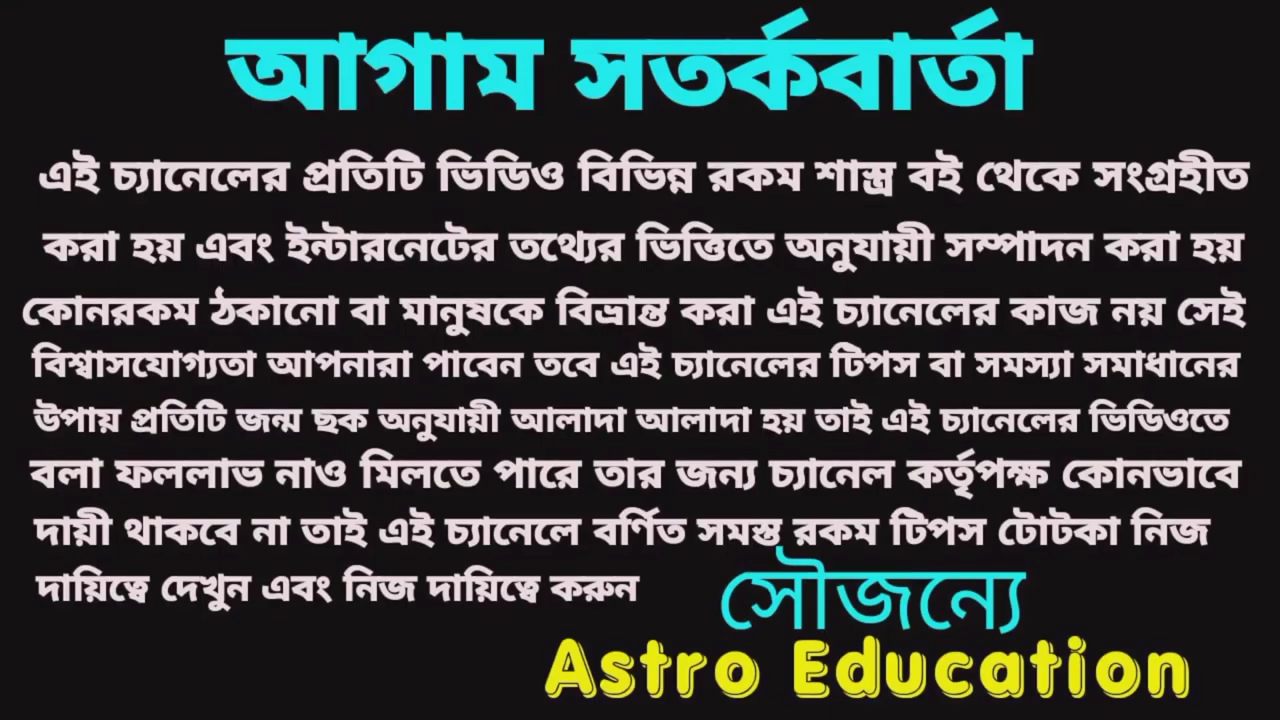 আগাম সতর্কবার্তা
এই চ্যানেলের প্রতিটি ভিডিও বিভিন্ন রকম শাস্ত্র বই থেকে সংগ্রহীত
করা হয় এবং ইন্টারনেটের তথ্যের ভিত্তিতে অনুযায়ী সম্পাদন করা হয়
কোনরকম ঠকানো বা মানুষকে বিভ্রান্ত করা এই চ্যানেলের কাজ নয় সেই
বিশ্বাসযোগ্যতা আপনারা পাবেন তবে এই চ্যানেলের টিপস বা সমস্যা সমাধানের
উপায় প্রতিটি জন্ম ছক অনুযায়ী আলাদা আলাদা হয় তাই এই চ্যানেলের ভিডিওতে
বলা ফললাভ নাও মিলতে পারে তার জন্য চ্যানেল কর্তৃপক্ষ কোনভাবে
দায়ী থাকবে না তাই এই চ্যানেলে বর্ণিত সমস্ত রকম টিপস টোটকা নিজ
দায়িত্বে দেখুন এবং নিজ দায়িত্বে করুন
সৌজন্যে
Astro Education